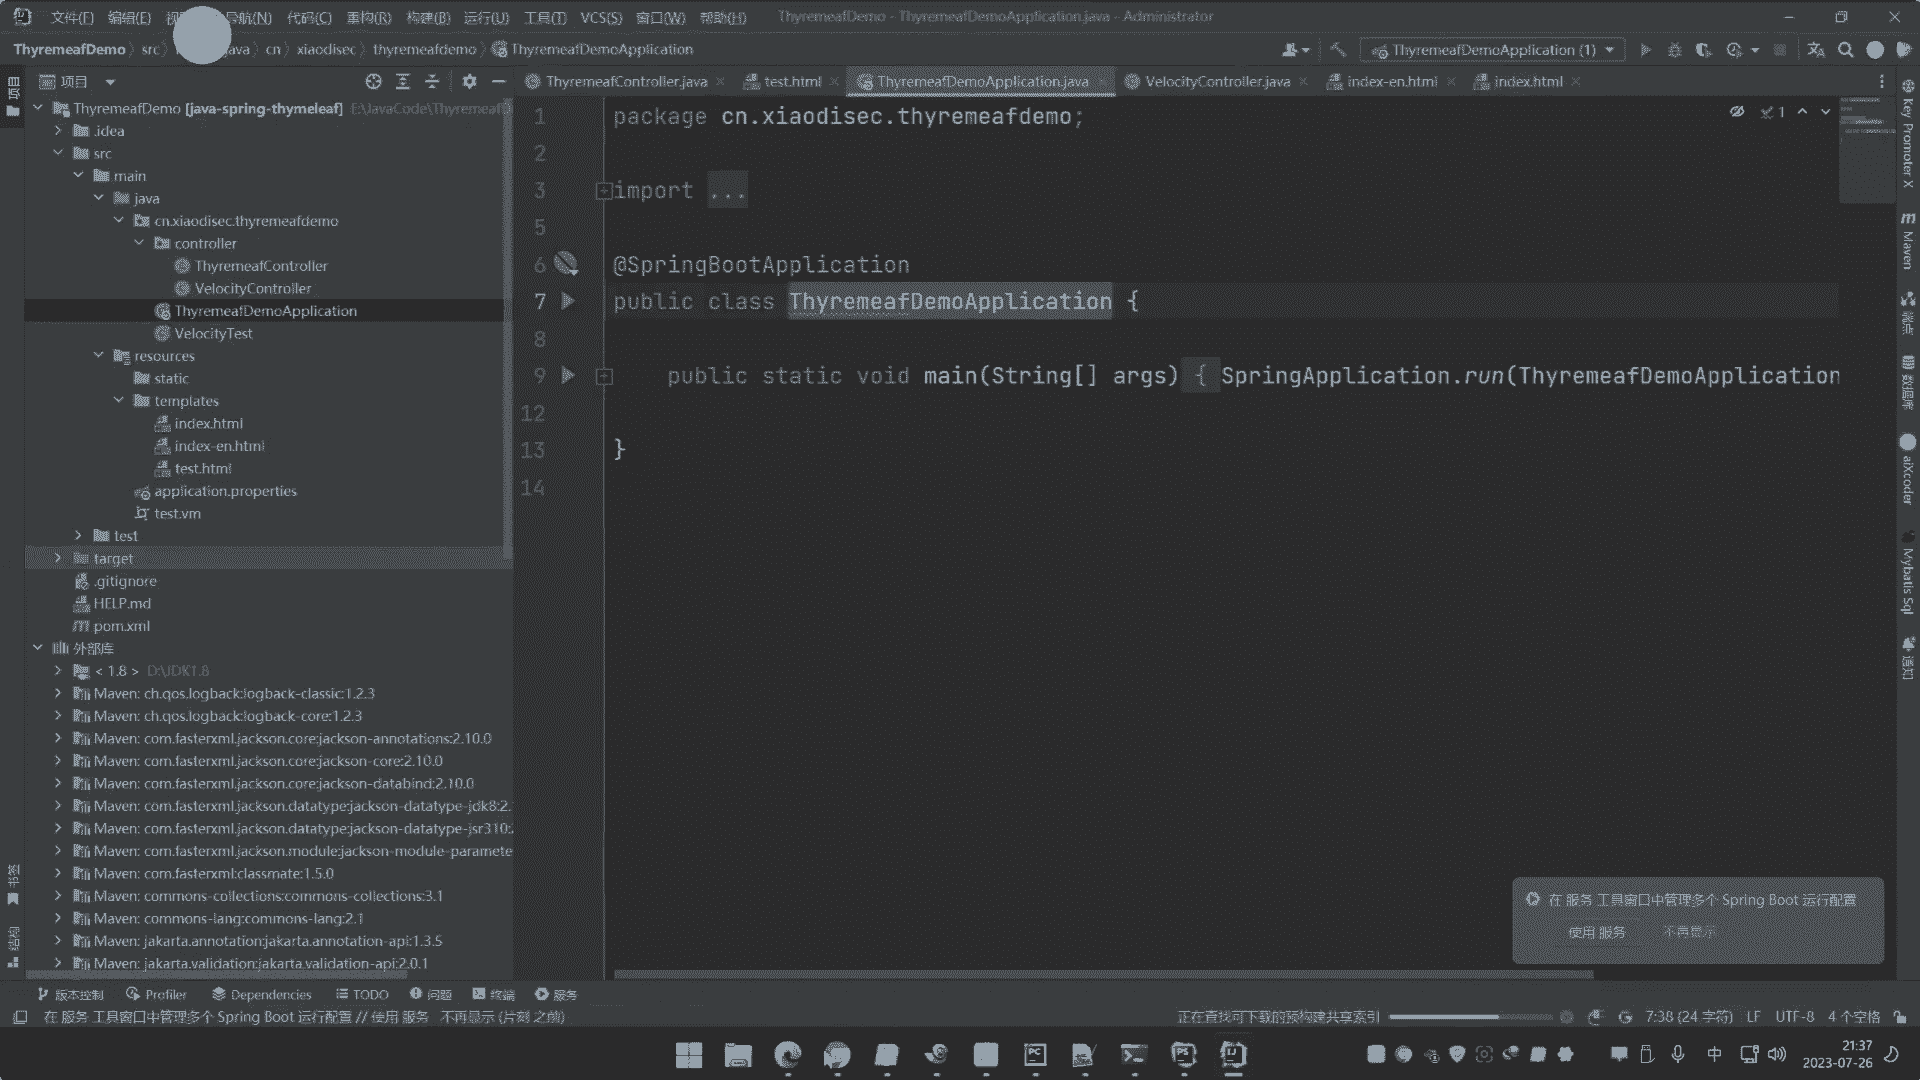 文件(F) 编辑(E) 导航(N) 代码(C) 重构(R) 构建(B) 运行(U) 工具(T) VCS(S) 窗口(W) 帮助(H) ThyremeafDemo - ThyremeafDemoApplication.java - Administrator
ThyremeafDemo src java cn xiaodisec thyremeafdemo ThyremeafDemoApplication
ThyremeafDemoApplication (1)
项目
ThyremeafController.java test.html ThyremeafDemoApplication.java VelocityController.java index-en.html index.html
ThyremeafDemo [java-spring-thymeleaf] E:\JavaCode\Thyremeaf
.idea
src
main
java
cn.xiaodisec.thyremeafdemo
controller
ThyremeafController
VelocityController
ThyremeafDemoApplication
VelocityTest
resources
static
templates
index.html
index-en.html
test.html
application.properties
test.vm
test
target
.gitignore
HELP.md
pom.xml
外部库
< 1.8 > D:\JDK1.8
Maven: ch.qos.logback:logback-classic:1.2.3
Maven: ch.qos.logback:logback-core:1.2.3
Maven: com.fasterxml.jackson.core:jackson-annotations:2.10.0
Maven: com.fasterxml.jackson.core:jackson-core:2.10.0
Maven: com.fasterxml.jackson.core:jackson-databind:2.10.0
Maven: com.fasterxml.jackson.datatype:jackson-datatype-jdk8:2.
Maven: com.fasterxml.jackson.datatype:jackson-datatype-jsr310:
Maven: com.fasterxml.jackson.module:jackson-module-paramete
Maven: com.fasterxml:classmate:1.5.0
Maven: commons-collections:commons-collections:3.1
Maven: commons-lang:commons-lang:2.1
Maven: jakarta.annotation:jakarta.annotation-api:1.3.5
Maven: jakarta.validation:jakarta.validation-api:2.0.1
1 package cn.xiaodisec.thyremeafdemo;
2
3 import ...
5
6 @SpringBootApplication
7 public class ThyremeafDemoApplication {
8
9 public static void main(String[] args) { SpringApplication.run(ThyremeafDemoApplication
12
13 }
14
1
Key Promoter X
Maven
端点
数据库
aiXcoder
Mybatis Sql
通知
项目
书签
结构
在 服务 工具窗口中管理多个 Spring Boot 运行配置
使用 服务 不再显示
版本控制 Profiler Dependencies TODO 问题 终端 服务
在 服务 工具窗口中管理多个 Spring Boot 运行配置 // 使用 服务 不再显示 (片刻 之前)
正在查找可下载的预构建共享索引 7:38 (24 字符) LF UTF-8 4 个空格
PC PS IJ 中
21:37
2023-07-26